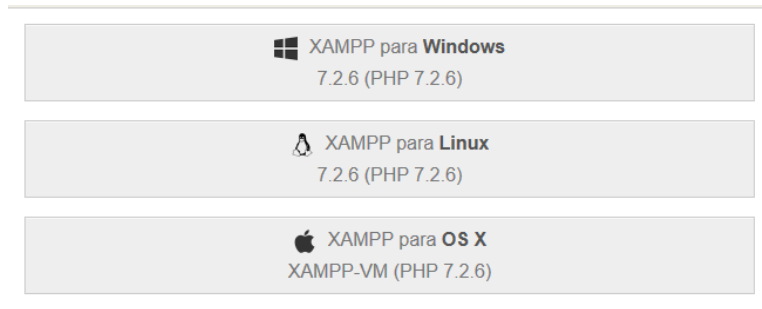 XAMPP para Windows
7.2.6 (PHP 7.2.6)
XAMPP para Linux
7.2.6 (PHP 7.2.6)
XAMPP para OS X
XAMPP-VM (PHP 7.2.6)